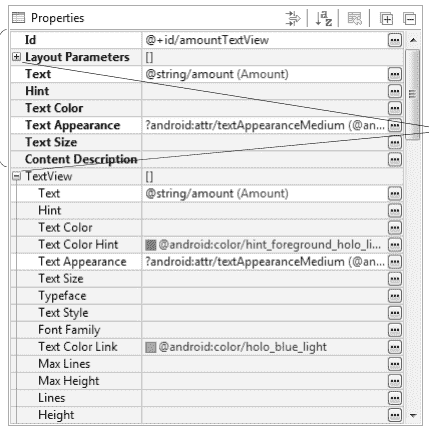 Properties
Id @+id/amountTextView
Layout Parameters []
Text @string/amount (Amount)
Hint
Text Color
Text Appearance ?android:attr/textAppearanceMedium (@an...
Text Size
Content Description
TextView []
Text @string/amount (Amount)
Hint
Text Color
Text Color Hint @android:color/hint_foreground_holo_li...
Text Appearance ?android:attr/textAppearanceMedium (@an...
Text Size
Typeface
Text Style
Font Family
Text Color Link @android:color/holo_blue_light
Max Lines
Max Height
Lines
Height